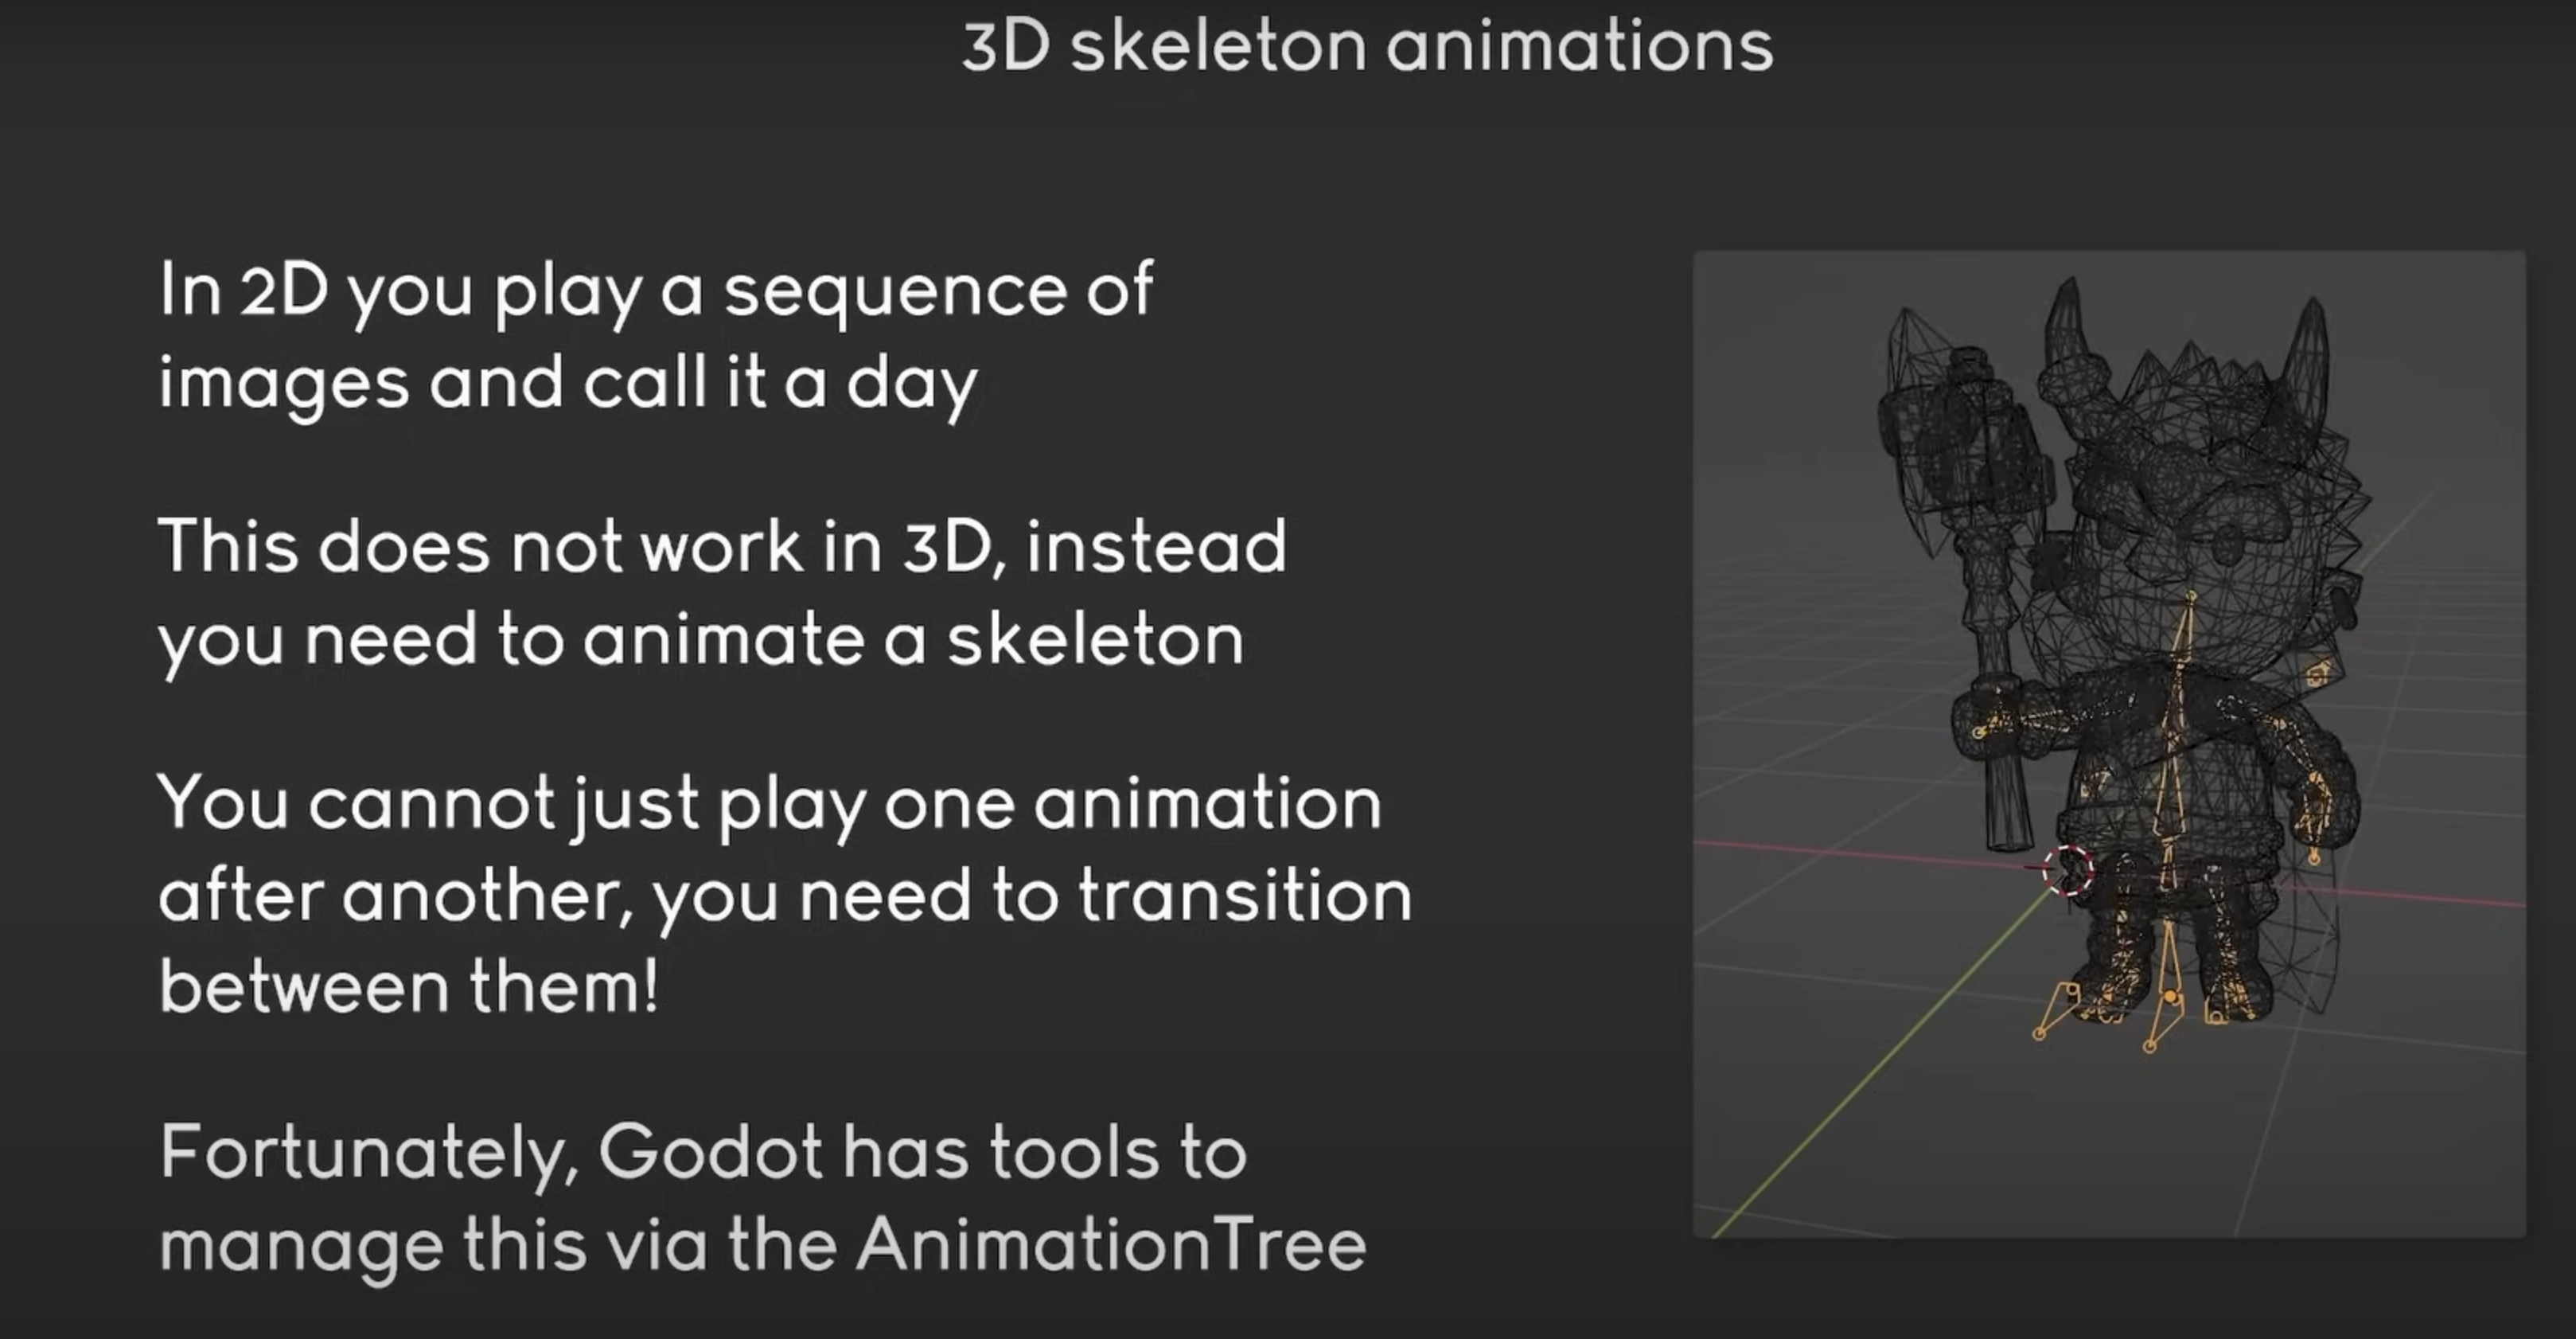 3D skeleton animations
In 2D you play a sequence of
images and call it a day
This does not work in 3D, instead
you need to animate a skeleton
You cannot just play one animation
after another, you need to transition
between them!
Fortunately, Godot has tools to
manage this via the AnimationTree